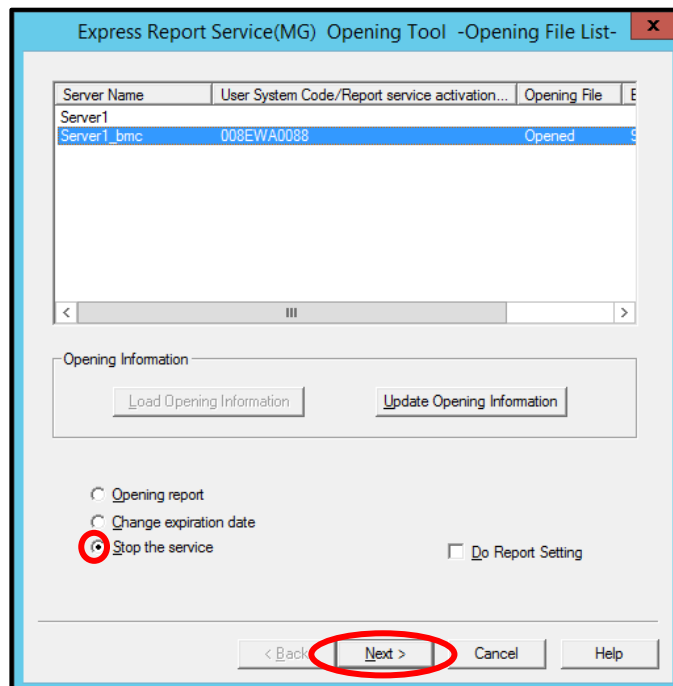 Express Report Service(MG) Opening Tool -Opening File List-
x
Server Name User System Code/Report service activation... Opening File E
Server1
Server1_bmc 008EWA0088 Opened S
Opening Information
Load Opening Information Update Opening Information
Opening report
Change expiration date
Stop the service
Do Report Setting
< Back Next > Cancel Help